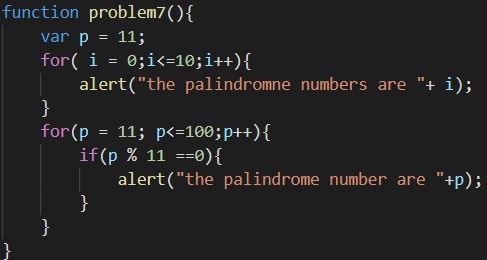 function problem7(){
    var p = 11;
    for( i = 0;i<=10;i++){
        alert("the palindromne numbers are "+ i);
    }
    for(p = 11; p<=100;p++){
        if(p % 11 ==0){
            alert("the palindrome number are "+p);
        }
    }
}